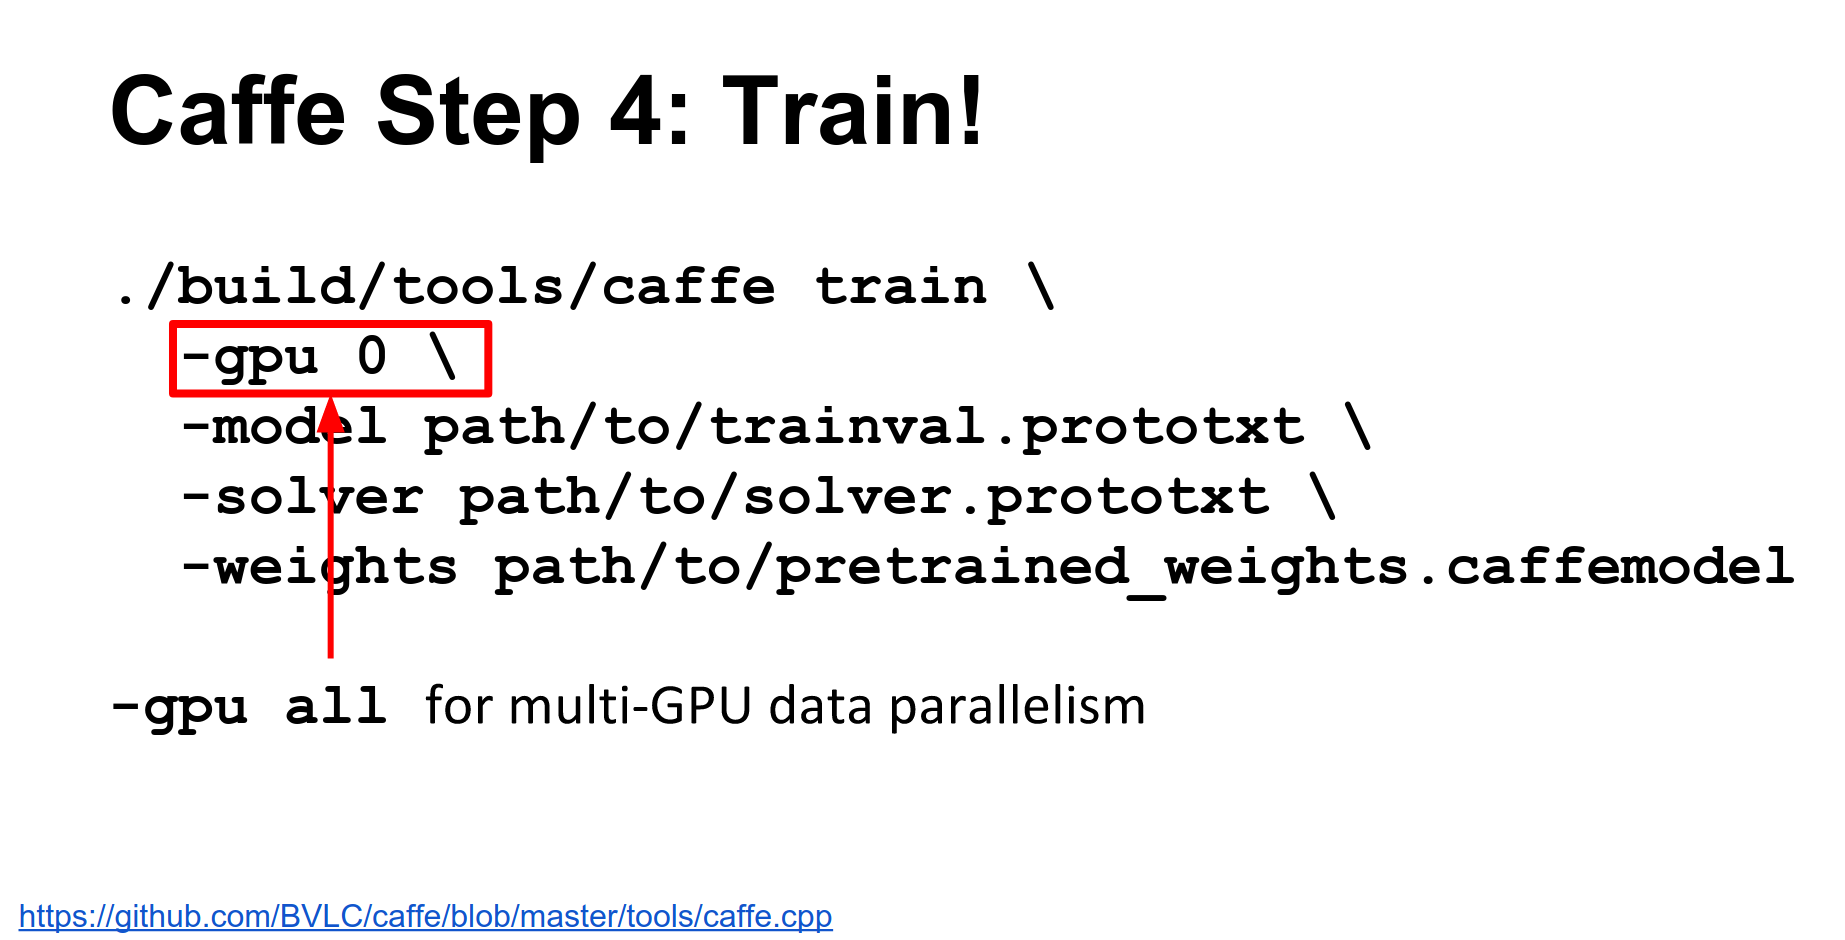 Caffe Step 4: Train!
./build/tools/caffe train \
-gpu 0 \
-model path/to/trainval.prototxt \
-solver path/to/solver.prototxt \
-weights path/to/pretrained_weights.caffemodel
-gpu all for multi-GPU data parallelism
https://github.com/BVLC/caffe/blob/master/tools/caffe.cpp